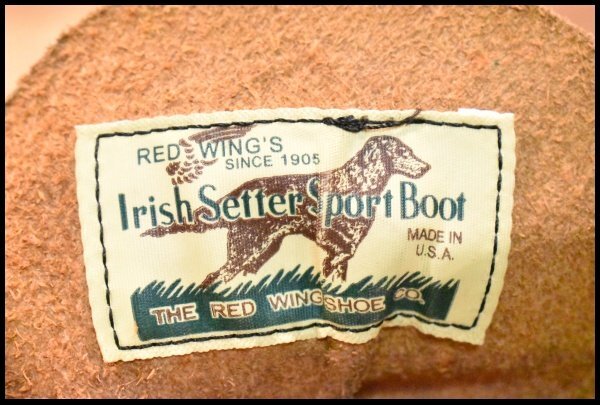 RED WING'S
SINCE 1905
Irish Setter Sport Boot
MADE IN
U.S.A.
THE RED WING SHOE CO.